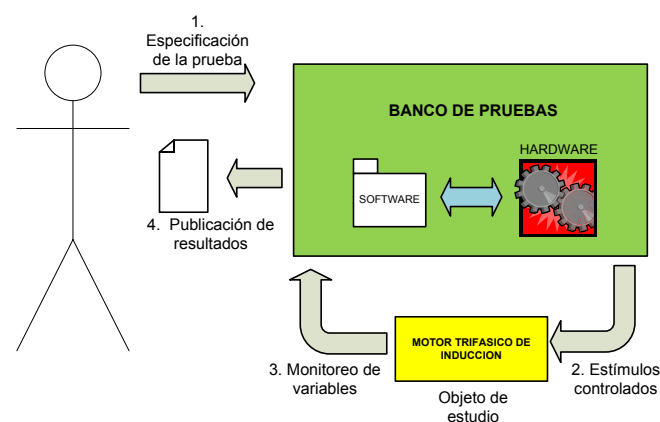 1.
Especificación
de la prueba
BANCO DE PRUEBAS
HARDWARE
SOFTWARE
4. Publicación de
resultados
MOTOR TRIFASICO DE
INDUCCION
3. Monitoreo de
variables
2. Estímulos
controlados
Objeto de
estudio